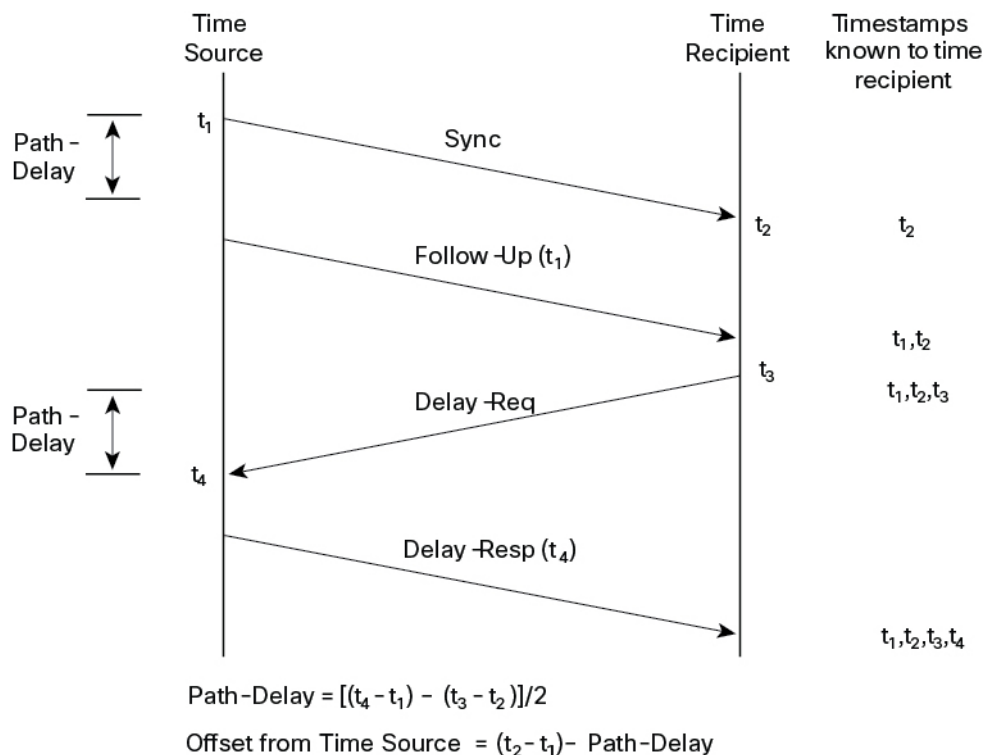 Time
Source
Time
Recipient
Timestamps
known to time
recipient
Path-
Delay
t₁
Sync
t₂
t₂
Follow-Up (t₁)
t₁,t₂
t₃
t₁,t₂,t₃
Path-
Delay
Delay-Req
t₄
Delay-Resp (t₄)
t₁,t₂,t₃,t₄
Path-Delay = [(t₄-t₁) - (t₃-t₂)]/2
Offset from Time Source = (t₂-t₁)- Path-Delay